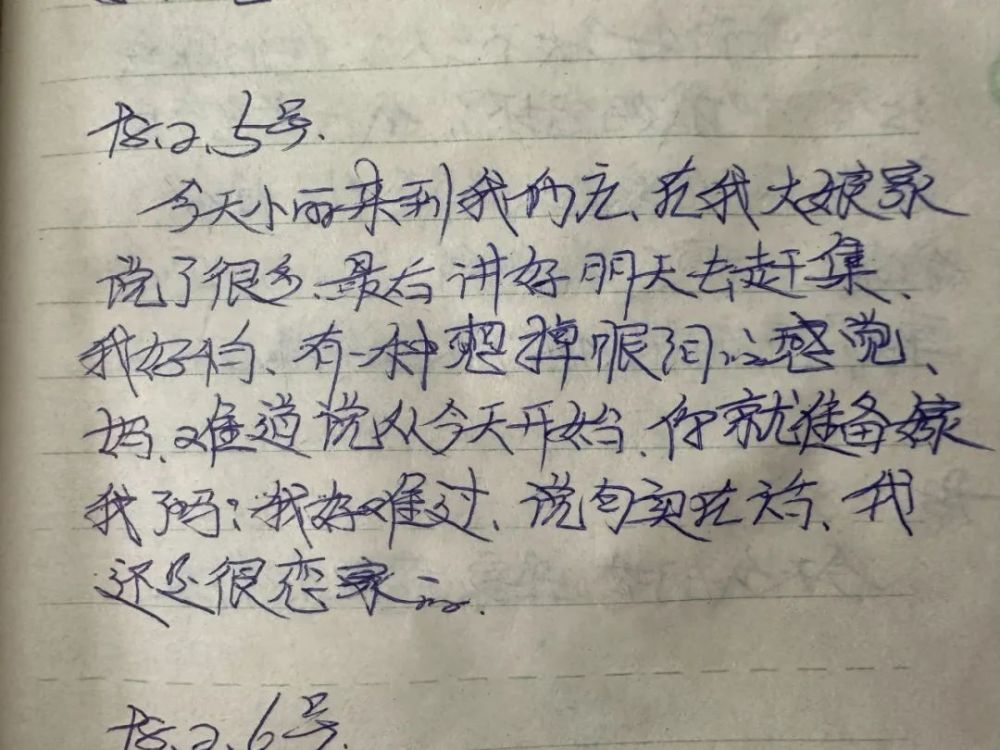 78.2.5号.
今天小丽来到我们庄、在我大娘家
说了很多、最后讲好明天去赶集、
我好怕、有一种想掉眼泪的感觉、
妈、难道说从今天开始、你就准备嫁
我了吗?我好难过、说句实在话、我
还是很恋家的.
78.2.6号.